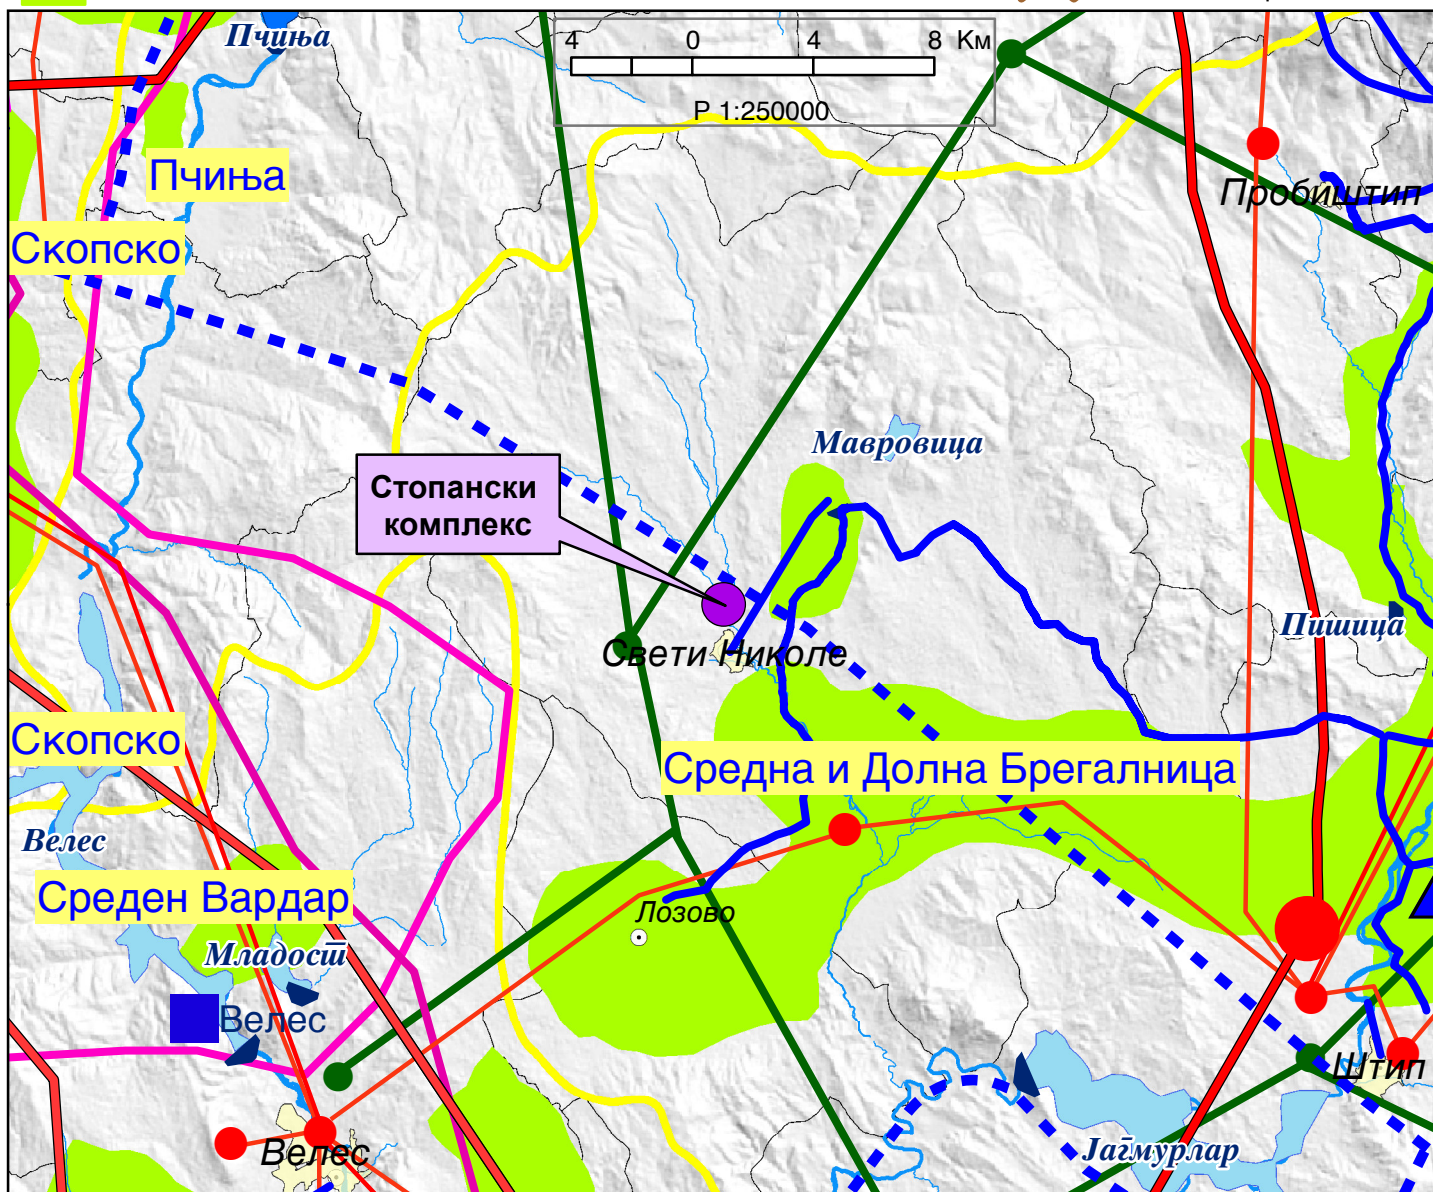 Пчиња
4 0 4 8 Км
Р 1:250000
Пчиња
Пробиштип
Скопско
Мавровица
Стопански
комплекс
Пишица
Свети Николе
Скопско
Средна и Долна Брегалница
Велес
Среден Вардар
Лозово
Младост
Велес
Штип
Велес
Јагмурлар